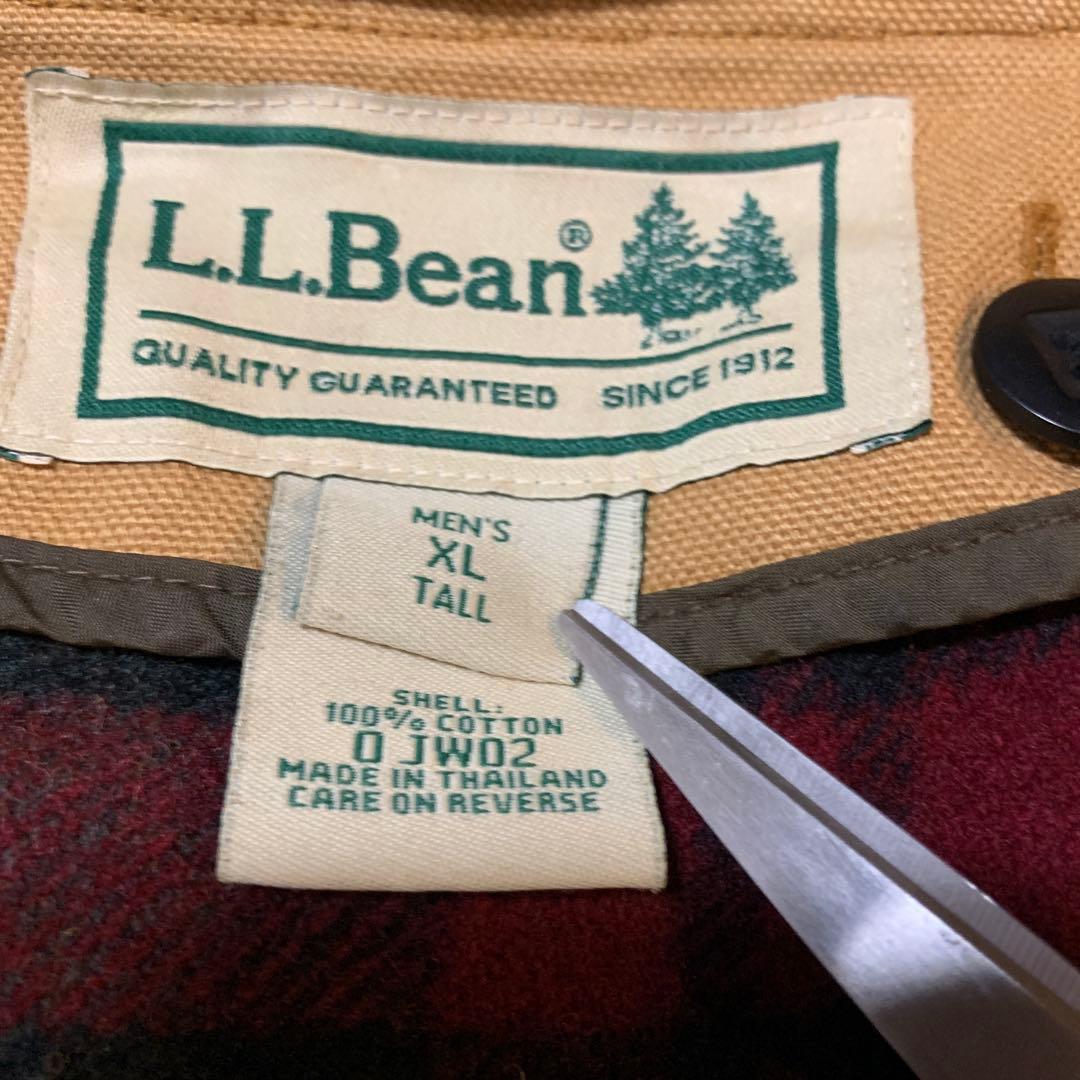 L.L.Bean®
QUALITY GUARANTEED SINCE 1912
MEN'S
XL
TALL
SHELL:
100% COTTON
0 JW02
MADE IN THAILAND
CARE ON REVERSE